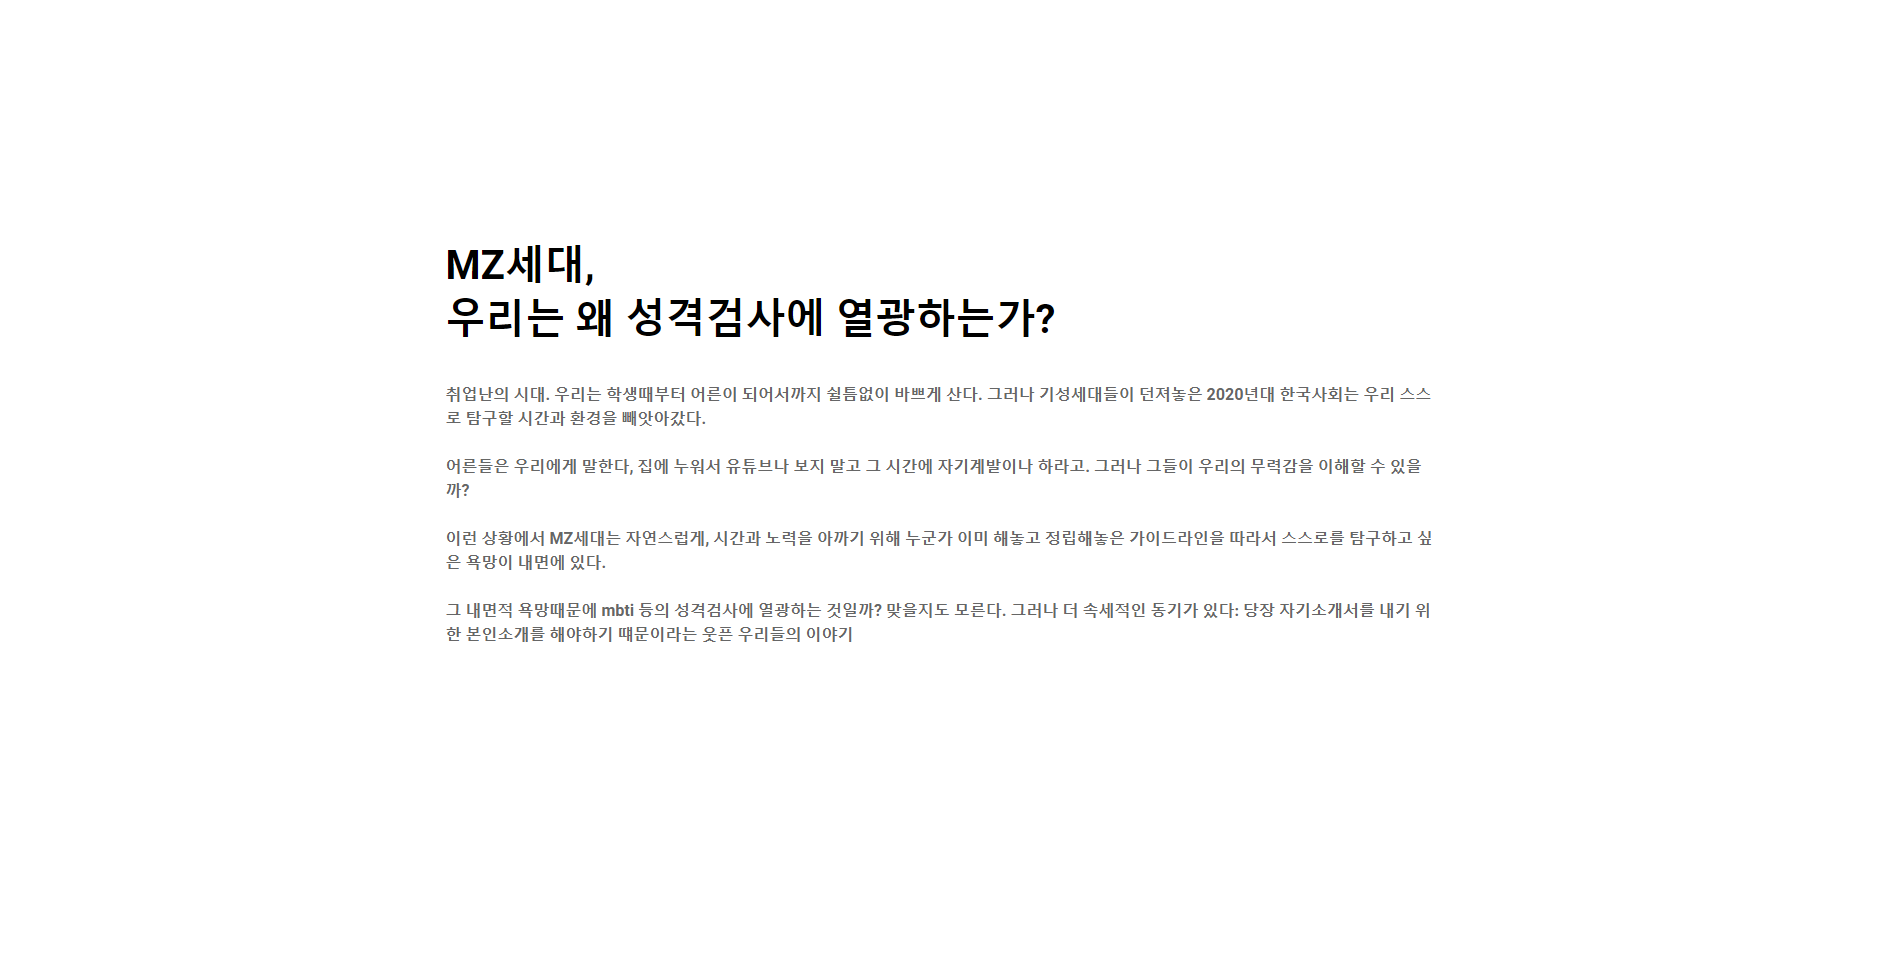 MZ세대,
우리는 왜 성격검사에 열광하는가?
취업난의 시대. 우리는 학생때부터 어른이 되어서까지 쉴틈없이 바쁘게 산다. 그러나 기성세대들이 던져놓은 2020년대 한국사회는 우리 스스
로 탐구할 시간과 환경을 빼앗아갔다.
어른들은 우리에게 말한다, 집에 누워서 유튜브나 보지 말고 그 시간에 자기계발이나 하라고. 그러나 그들이 우리의 무력감을 이해할 수 있을
까?
이런 상황에서 MZ세대는 자연스럽게, 시간과 노력을 아까기 위해 누군가 이미 해놓고 정립해놓은 가이드라인을 따라서 스스로를 탐구하고 싶
은 욕망이 내면에 있다.
그 내면적 욕망때문에 mbti 등의 성격검사에 열광하는 것일까? 맞을지도 모른다. 그러나 더 속세적인 동기가 있다: 당장 자기소개서를 내기 위
한 본인소개를 해야하기 떄문이라는 웃픈 우리들의 이야기